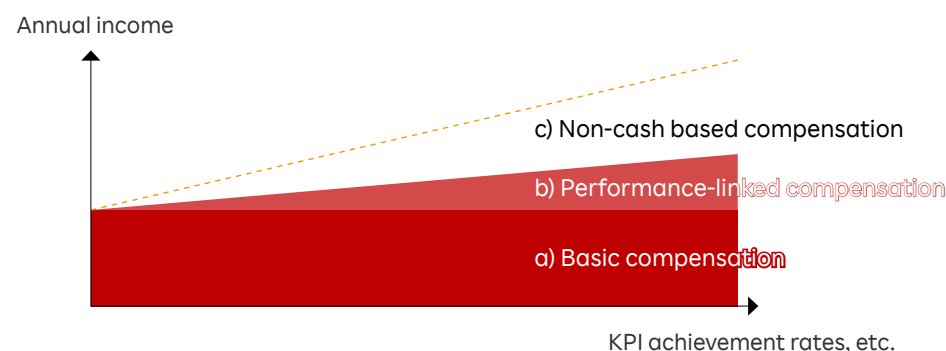 Annual income
c) Non-cash based compensation
b) Performance-linked compensation
a) Basic compensation
KPI achievement rates, etc.